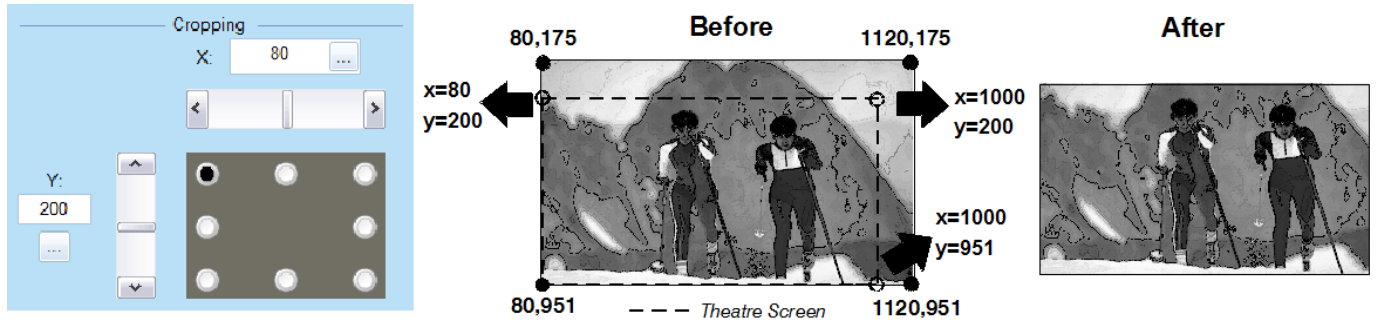 Cropping
X:
80
...
Y:
200
...
Before
80,175
1120,175
x=80
y=200
x=1000
y=200
x=1000
y=951
80,951
1120,951
Theatre Screen
After